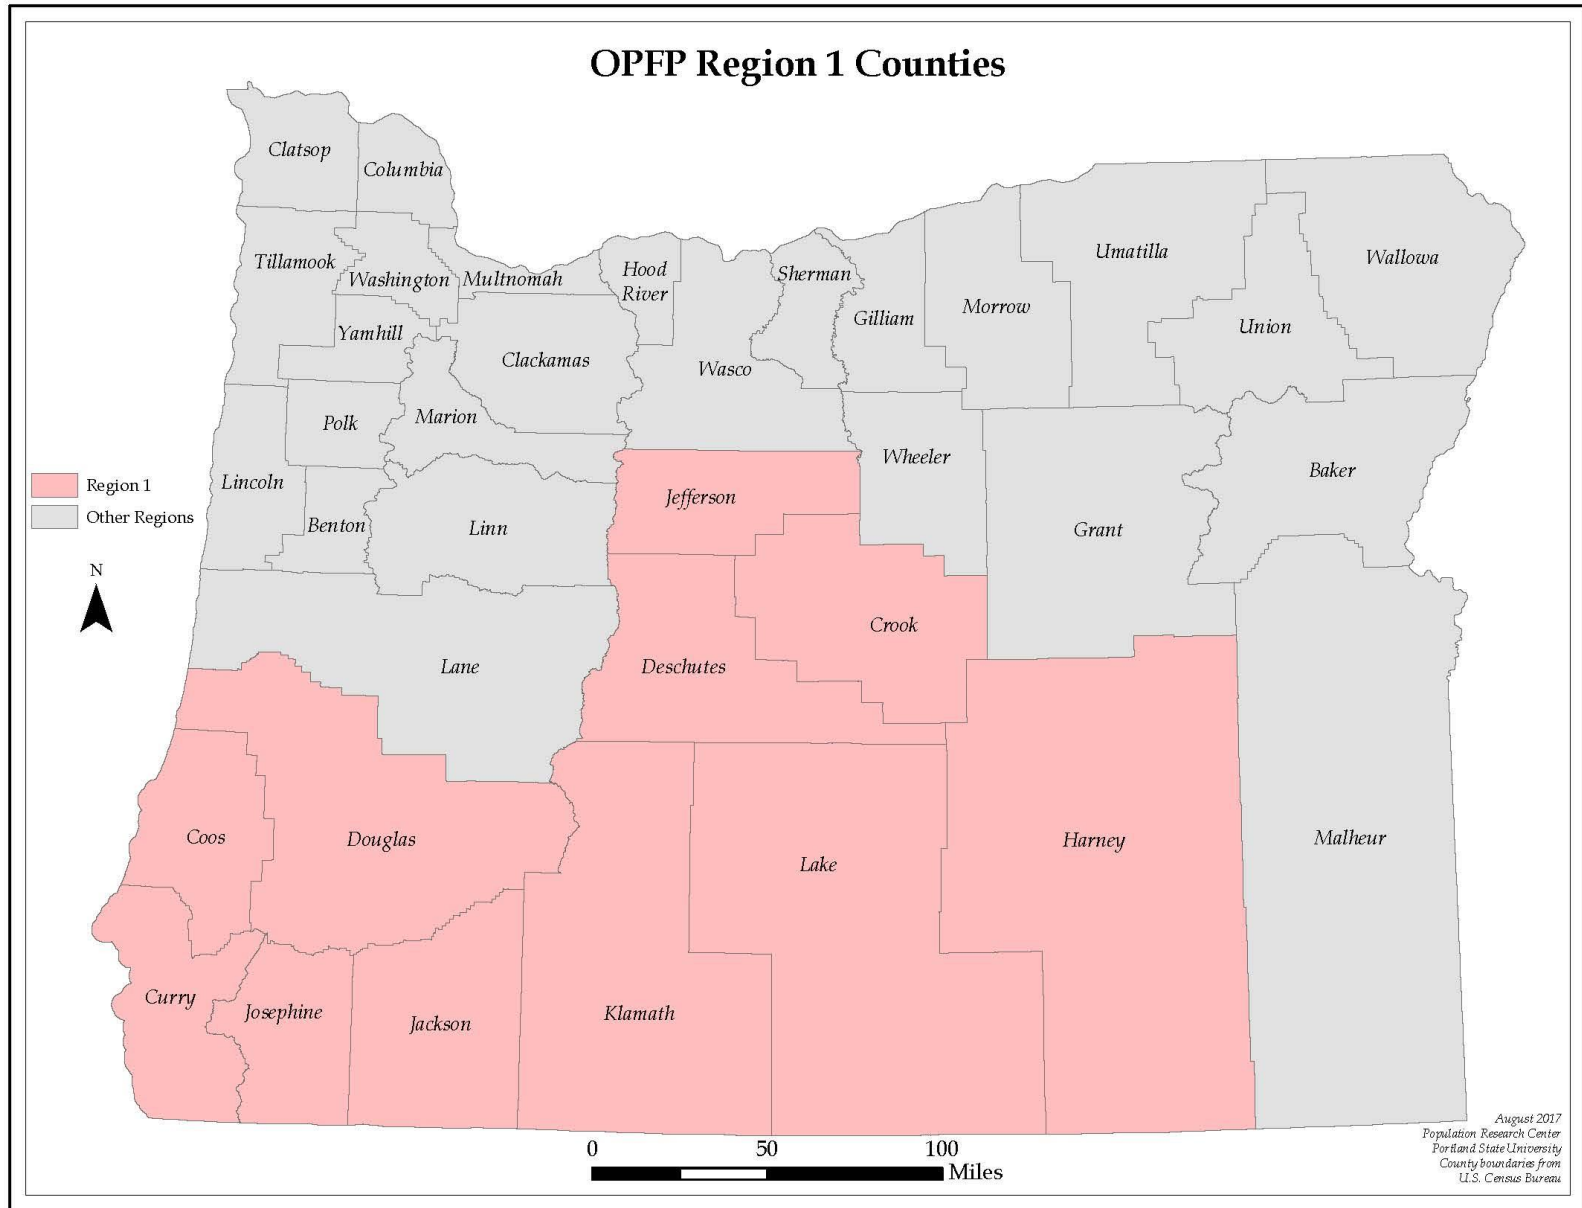 OPFP Region 1 Counties
Clatsop
Columbia
Tillamook
Washington
Multnomah
Hood
River
Sherman
Umatilla
Wallowa
Yamhill
Clackamas
Wasco
Gilliam
Morrow
Union
Polk
Marion
Lincoln
Benton
Linn
Jefferson
Wheeler
Grant
Baker
Region 1
Other Regions
N
Lane
Deschutes
Crook
Coos
Douglas
Lake
Harney
Malheur
Curry
Josephine
Jackson
Klamath
0 50 100
Miles
August 2017
Population Research Center
Portland State University
County boundaries from
U.S. Census Bureau